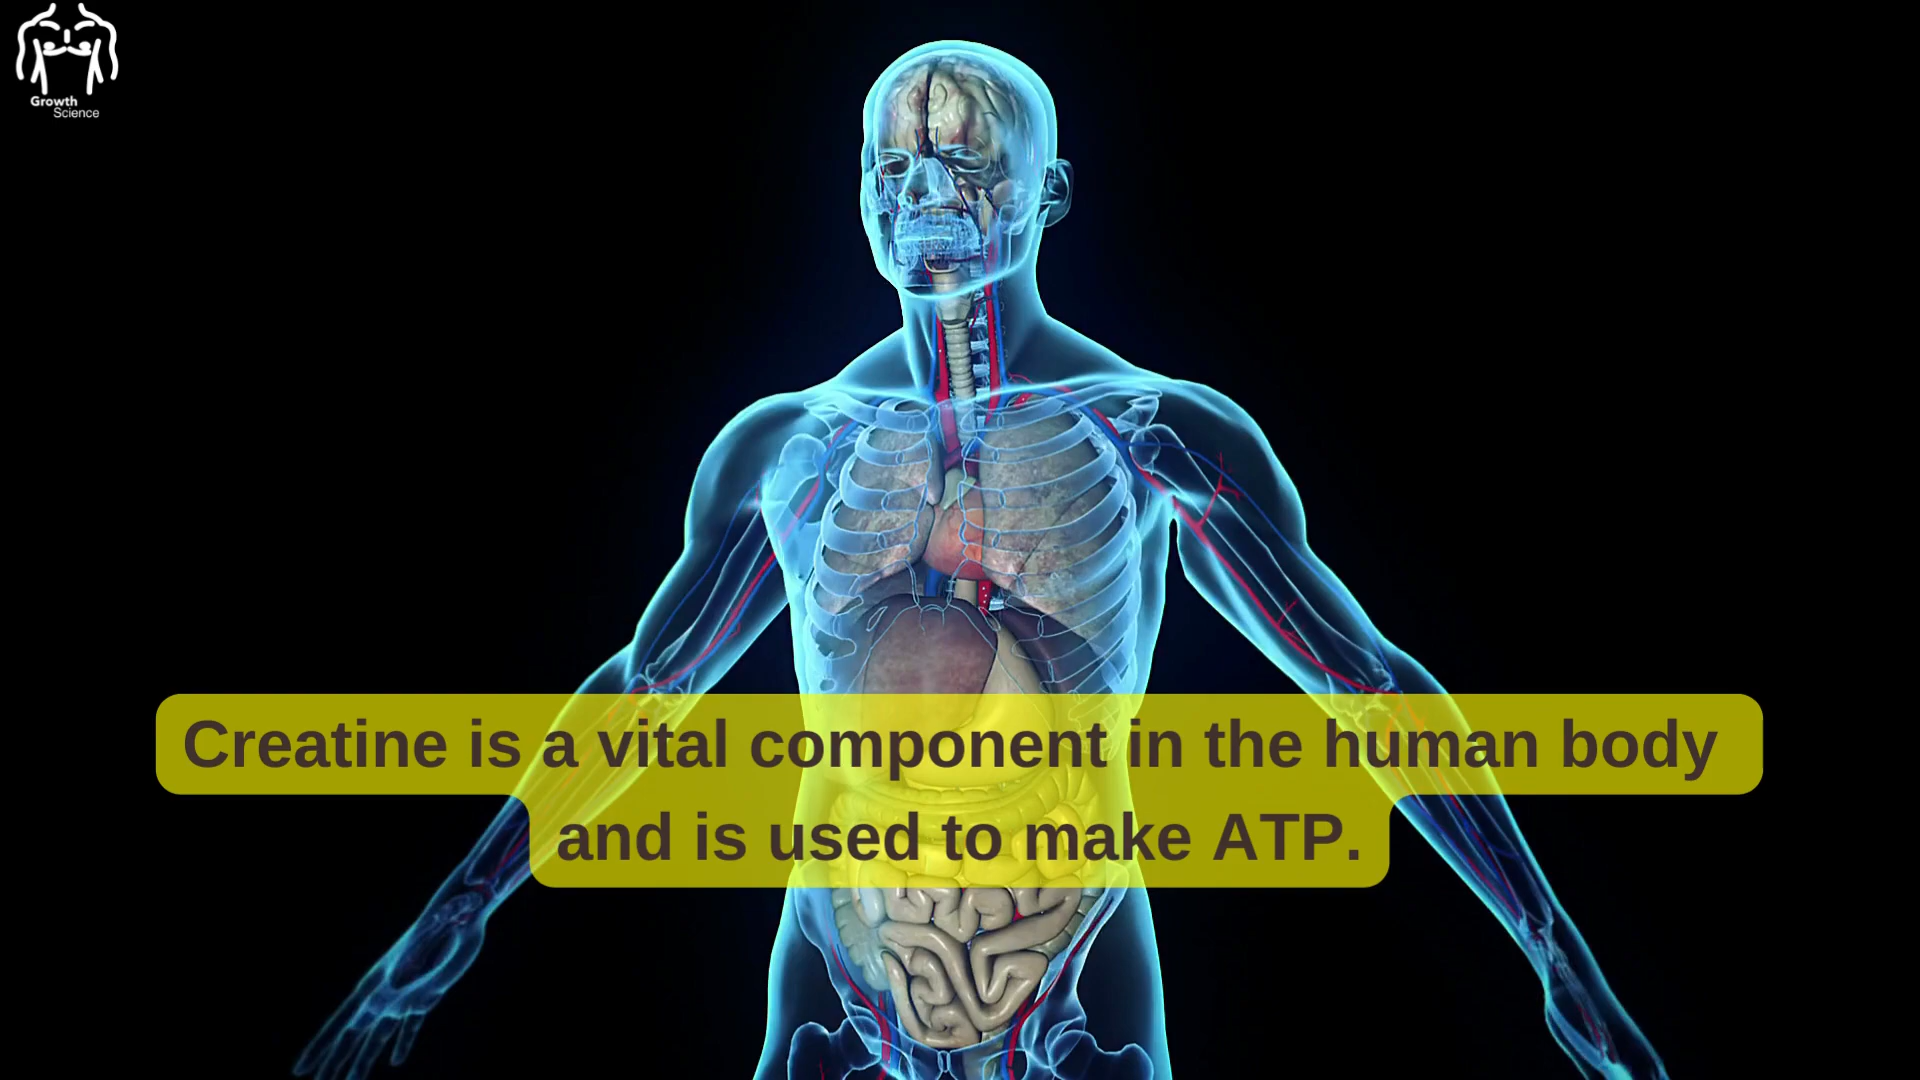 Growth
Science
Creatine is a vital component in the human body
and is used to make ATP.